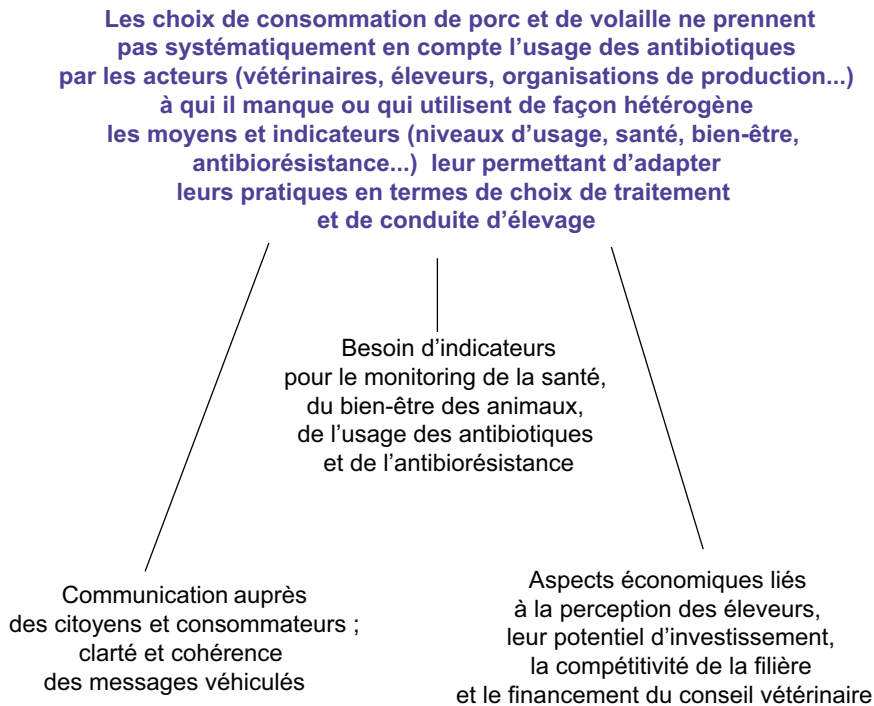 Les choix de consommation de porc et de volaille ne prennent
pas systématiquement en compte l'usage des antibiotiques
par les acteurs (vétérinaires, éleveurs, organisations de production...)
à qui il manque ou qui utilisent de façon hétérogène
les moyens et indicateurs (niveaux d'usage, santé, bien-être,
antibiorésistance...) leur permettant d'adapter
leurs pratiques en termes de choix de traitement
et de conduite d'élevage
Besoin d'indicateurs
pour le monitoring de la santé,
du bien-être des animaux,
de l'usage des antibiotiques
et de l'antibiorésistance
Communication auprès
des citoyens et consommateurs ;
clarté et cohérence
des messages véhiculés
Aspects économiques liés
à la perception des éleveurs,
leur potentiel d'investissement,
la compétitivité de la filière
et le financement du conseil vétérinaire